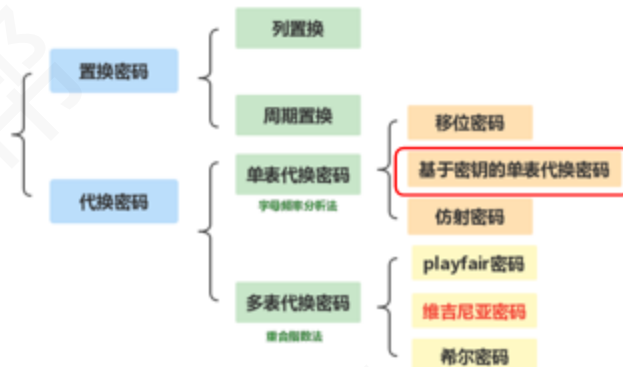 列置换
置换密码
周期置换
移位密码
单表代换密码
基于密钥的单表代换密码
字母频率分析法
代换密码
仿射密码
playfair密码
多表代换密码
维吉尼亚密码
重合指数法
希尔密码